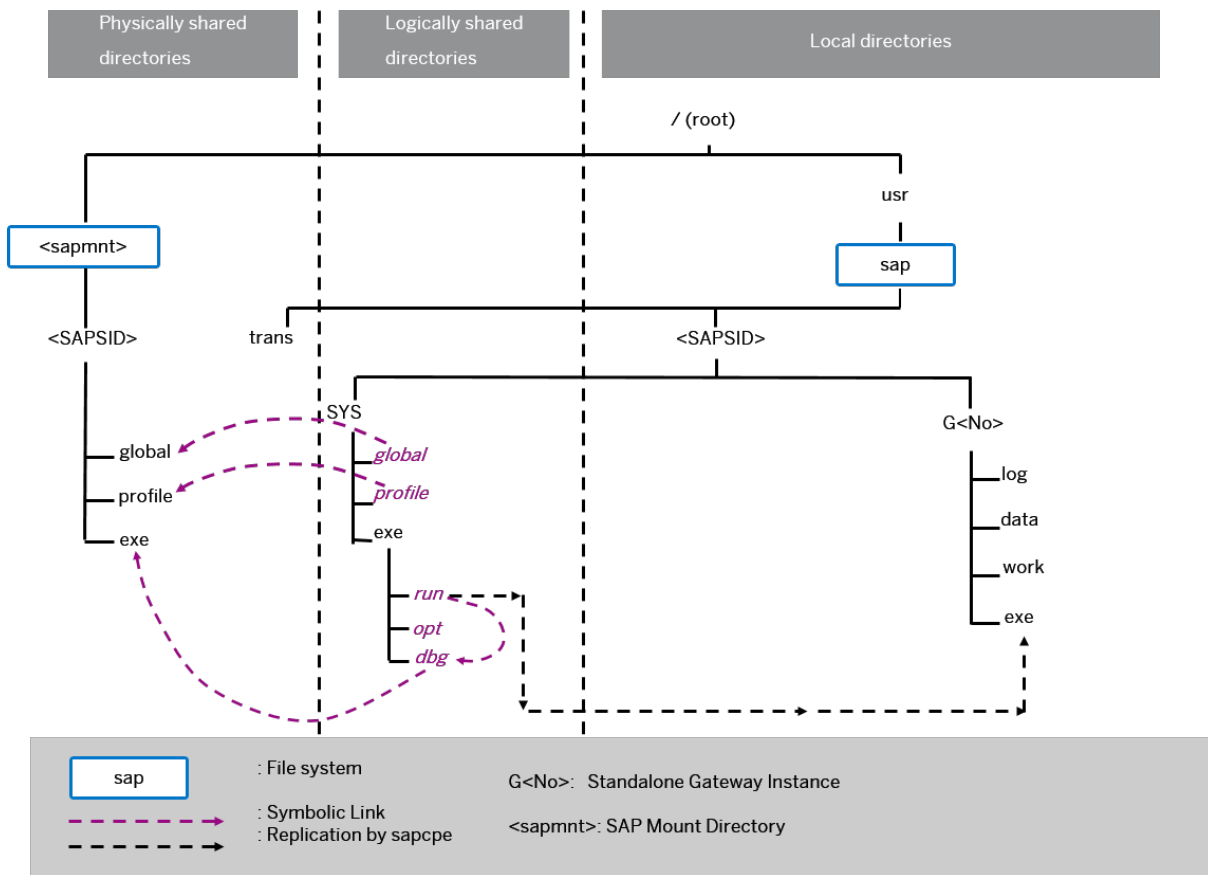 Physically shared
directories
Logically shared
directories
Local directories
/ (root)
usr
<sapmnt>
sap
<SAPSID>
trans
<SAPSID>
SYS
G<No>
global
profile
exe
global
profile
exe
run
opt
dbg
log
data
work
exe
sap
: File system
: Symbolic Link
: Replication by sapcpe
G<No>: Standalone Gateway Instance
<sapmnt>: SAP Mount Directory